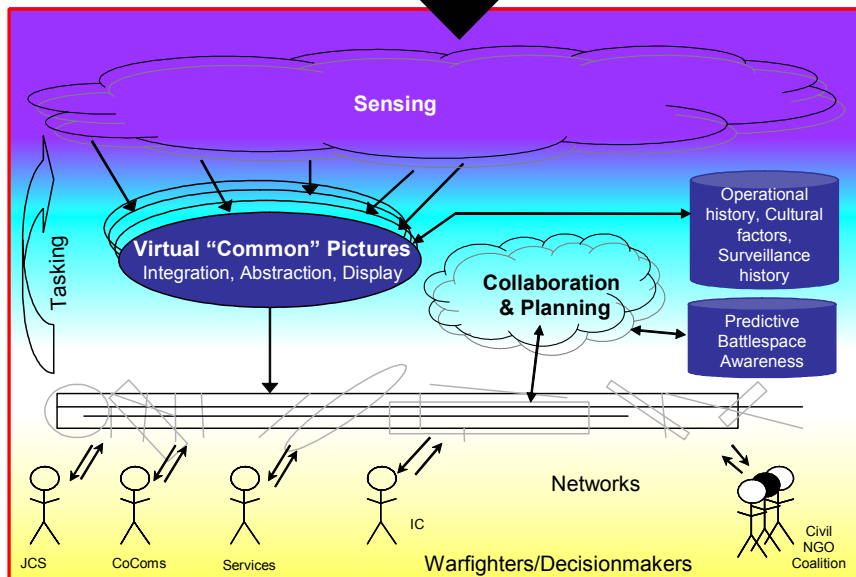 Sensing
Tasking
Virtual “Common” Pictures
Integration, Abstraction, Display
Operational
history, Cultural
factors,
Surveillance
history
Collaboration
& Planning
Predictive
Battlespace
Awareness
Networks
JCS
CoComs
Services
IC
Civil
NGO
Coalition
Warfighters/Decisionmakers